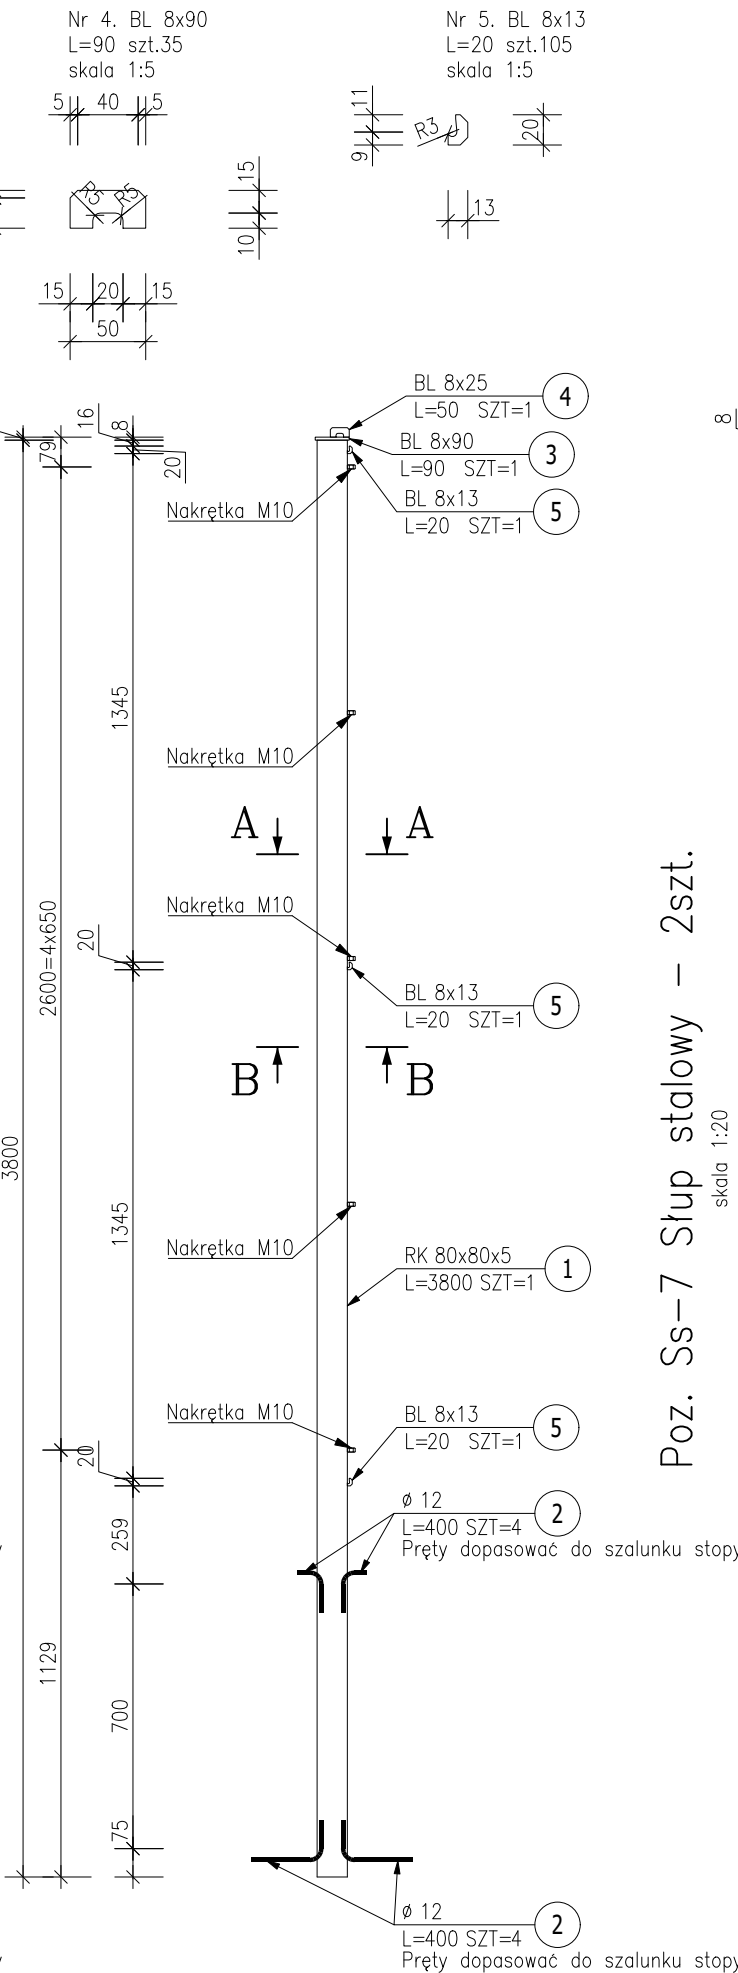 Nr 4. BL 8x90
L=90 szt.35
skala 1:5
Nr 5. BL 8x13
L=20 szt.105
skala 1:5
5
40
5
R5
R5
15
10
15
20
15
50
11
9
R3
20
13
BL 8x25
L=50 SZT=1
4
BL 8x90
L=90 SZT=1
3
BL 8x13
L=20 SZT=1
5
Nakrętka M10
Nakrętka M10
A
A
Nakrętka M10
BL 8x13
L=20 SZT=1
5
B
B
Nakrętka M10
RK 80x80x5
L=3800 SZT=1
1
Nakrętka M10
BL 8x13
L=20 SZT=1
5
ø 12
L=400 SZT=4
2
Pręty dopasować do szalunku stopy
ø 12
L=400 SZT=4
2
Pręty dopasować do szalunku stopy
3800
79
2600=4x650
1129
16
8
20
1345
20
1345
20
259
700
75
Poz. Ss-7 Słup stalowy - 2szt.
skala 1:20
8